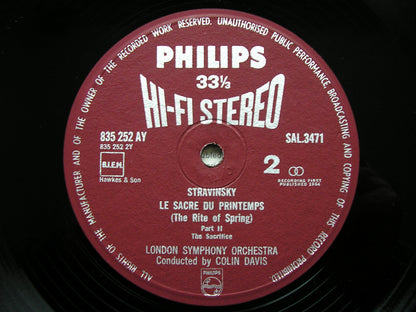 ALL RIGHTS OF THE MANUFACTURER AND OF THE OWNER OF THE RECORDED WORK RESERVED. UNAUTHORISED PUBLIC PERFORMANCE, BROADCASTING AND COPYING OF THIS RECORD PROHIBITED.
PHILIPS
33⅓
HI-FI STEREO
835 252 AY
835 252 2Y
SAL.3471
B.I.E.M.
Hawkes & Son
2
RECORDING FIRST
PUBLISHED 1964
STRAVINSKY
LE SACRE DU PRINTEMPS
(The Rite of Spring)
Part II
The Sacrifice
LONDON SYMPHONY ORCHESTRA
Conducted by COLIN DAVIS
PHILIPS